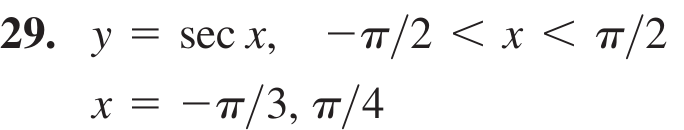 29. y = sec x, −π/2 < x < π/2
x = −π/3, π/4